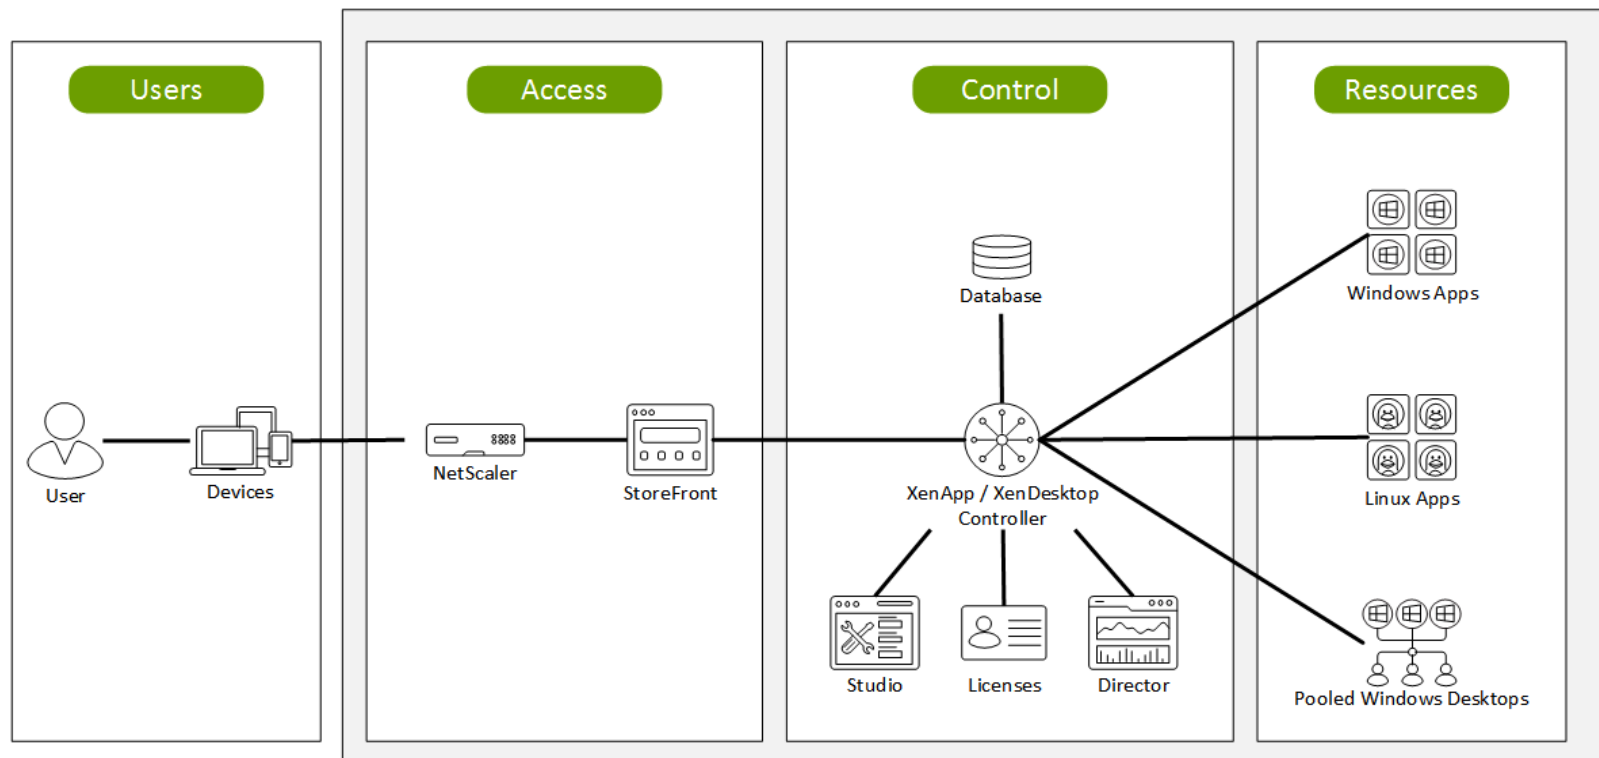 Users
Access
Control
Resources
Windows Apps
Database
Linux Apps
NetScaler
User
Devices
StoreFront
XenApp / XenDesktop
Controller
Studio
Licenses
Director
Pooled Windows Desktops